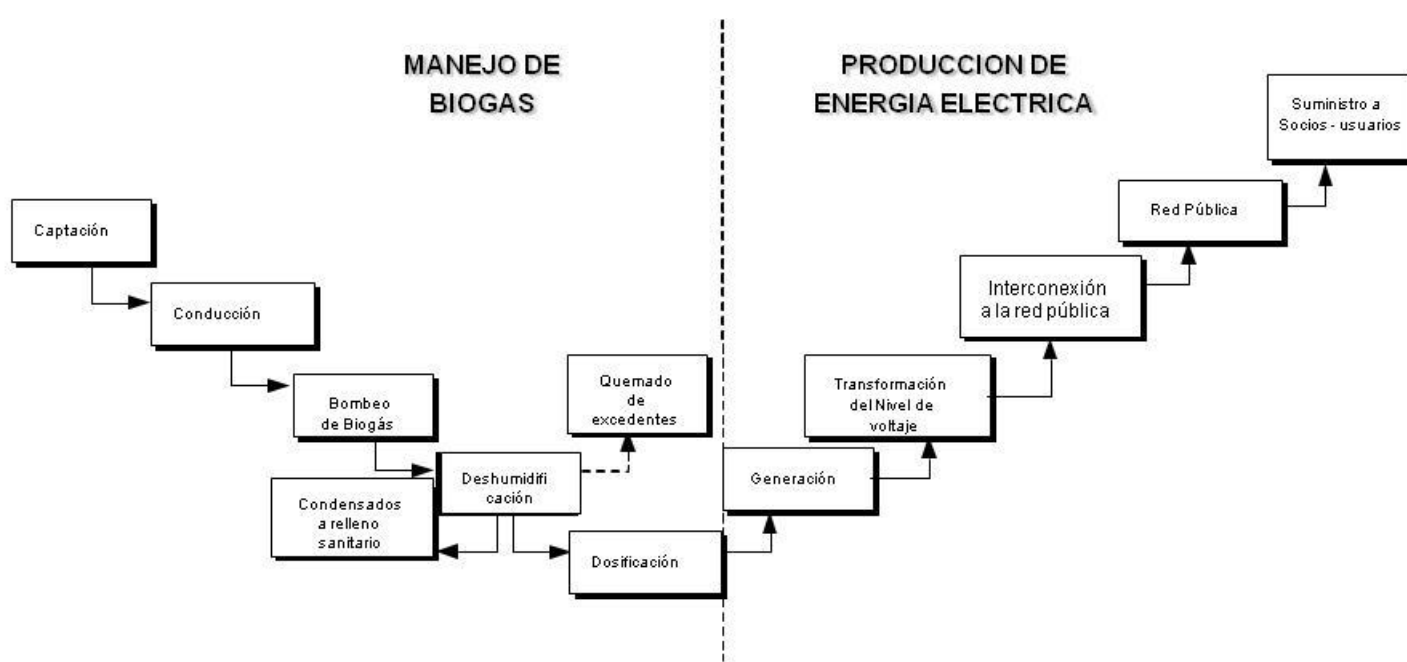 MANEJO DE
BIOGAS
PRODUCCION DE
ENERGIA ELECTRICA
Captación
Conducción
Bombeo
de Biogás
Deshumidifi
cación
Condensados
a relleno
sanitario
Quemado
de
excedentes
Dosificación
Generación
Transformación
del Nivel de
voltaje
Interconexión
a la red pública
Red Pública
Suministro a
Socios - usuarios